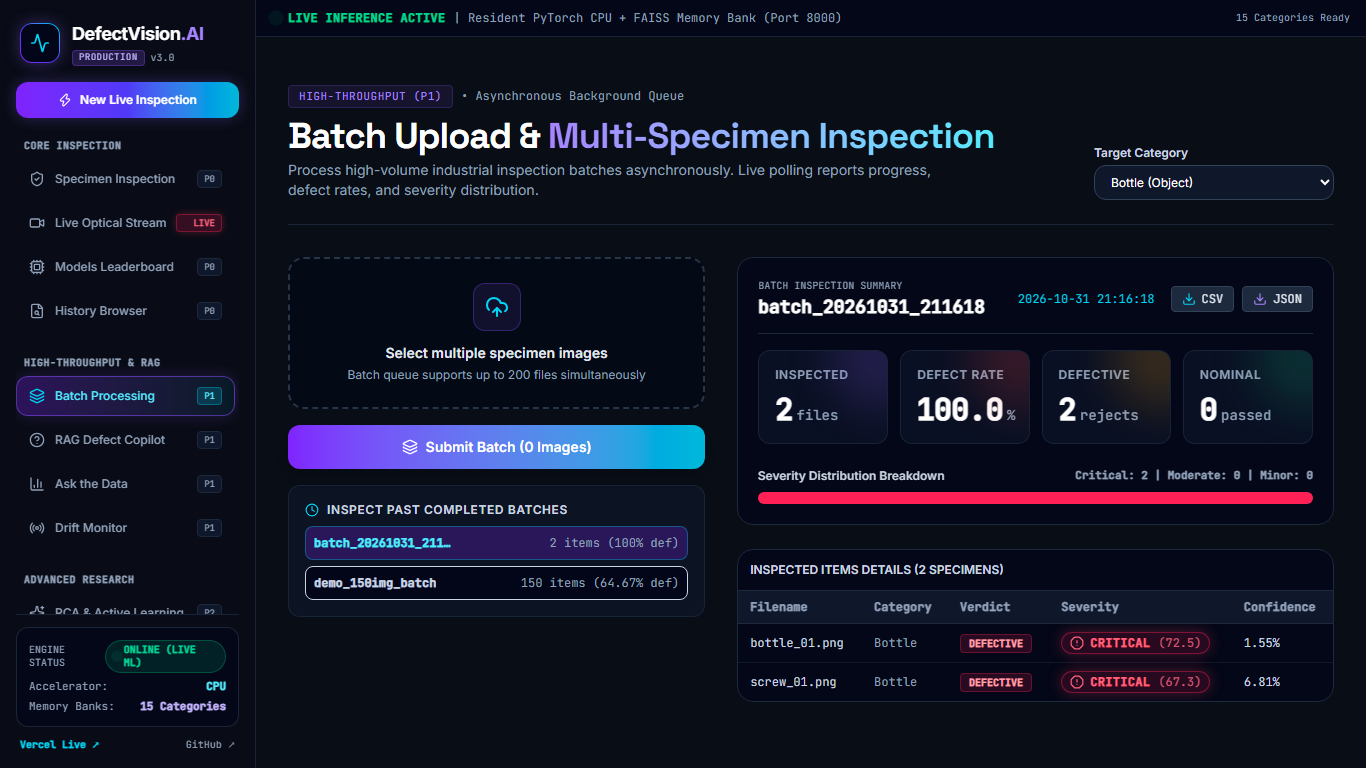 DefectVision.AI
PRODUCTION v3.0
New Live Inspection
CORE INSPECTION
Specimen Inspection P0
Live Optical Stream LIVE
Models Leaderboard P0
History Browser P0
HIGH-THROUGHPUT & RAG
Batch Processing P1
RAG Defect Copilot P1
Ask the Data P1
Drift Monitor P1
ADVANCED RESEARCH
PCA & Active Learning P2
ENGINE STATUS ONLINE (LIVE ML)
Accelerator: CPU
Memory Banks: 15 Categories
Vercel Live ↗ GitHub ↗
LIVE INFERENCE ACTIVE | Resident PyTorch CPU + FAISS Memory Bank (Port 8000) 15 Categories Ready
HIGH-THROUGHPUT (P1) • Asynchronous Background Queue
Batch Upload & Multi-Specimen Inspection
Process high-volume industrial inspection batches asynchronously. Live polling reports progress,
defect rates, and severity distribution.
Target Category
Bottle (Object)
Select multiple specimen images
Batch queue supports up to 200 files simultaneously
Submit Batch (0 Images)
INSPECT PAST COMPLETED BATCHES
batch_20261031_211… 2 items (100% def)
demo_150img_batch 150 items (64.67% def)
BATCH INSPECTION SUMMARY
batch_20261031_211618 2026-10-31 21:16:18 CSV JSON
INSPECTED DEFECT RATE DEFECTIVE NOMINAL
2 files 100.0 % 2 rejects 0 passed
Severity Distribution Breakdown Critical: 2 | Moderate: 0 | Minor: 0
INSPECTED ITEMS DETAILS (2 SPECIMENS)
Filename Category Verdict Severity Confidence
bottle_01.png Bottle DEFECTIVE CRITICAL (72.5) 1.55%
screw_01.png Bottle DEFECTIVE CRITICAL (67.3) 6.81%